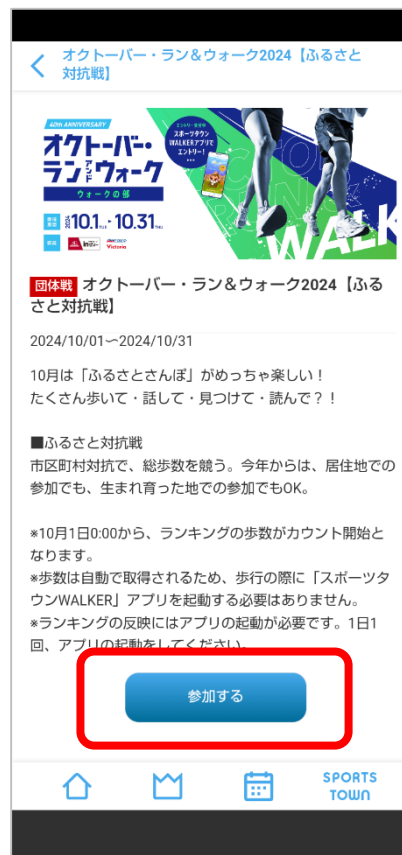 オクトーバー・ラン&ウォーク2024【ふるさと
対抗戦】
40th ANNIVERSARY
オクトーバー・
ラン アンド ウォーク
ウォークの部
スポーツタウン
WALKERアプリで
エントリー!
2024 10.1 - 10.31
Victoria
WALK
団体戦 オクトーバー・ラン&ウォーク2024【ふる
さと対抗戦】
2024/10/01〜2024/10/31
10月は「ふるさとさんぽ」がめっちゃ楽しい!
たくさん歩いて・話して・見つけて・読んで?!
■ふるさと対抗戦
市区町村対抗で、総歩数を競う。今年からは、居住地での
参加でも、生まれ育った地での参加でもOK。
*10月1日0:00から、ランキングの歩数がカウント開始と
なります。
*歩数は自動で取得されるため、歩行の際に「スポーツタ
ウンWALKER」アプリを起動する必要はありません。
*ランキングの反映にはアプリの起動が必要です。1日1
回、アプリの起動をしてください。
参加する
SPORTS
TOWN